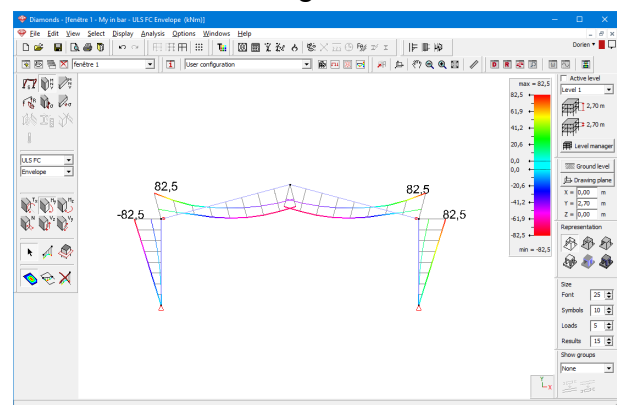 Diamonds - [fenêtre 1 - My in bar - ULS FC Envelope (kNm)]
File Edit View Select Display Analysis Options Windows Help
Dorien
fenêtre 1
User configuration
Active level
Level 1
2,70 m
2,70 m
Level manager
Ground level
Drawing plane
X = 0,00 m
Y = 2,70 m
Z = 0,00 m
Representation
Size
Font 25
Symbols 10
Loads 5
Results 15
Show groups
None
ULS FC
Envelope
max = 82,5
82,5
61,9
41,2
20,6
0,0
0,0
-20,6
-41,2
-61,9
-82,5
min = -82,5
82,5
82,5
-82,5
82,5
Y
X